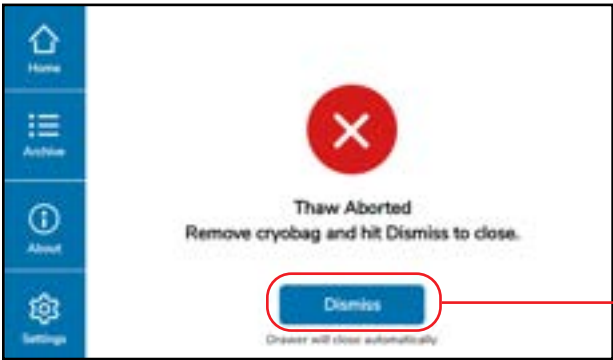 Home
Archive
About
Settings
Thaw Aborted
Remove cryobag and hit Dismiss to close.
Dismiss
Drawer will close automatically